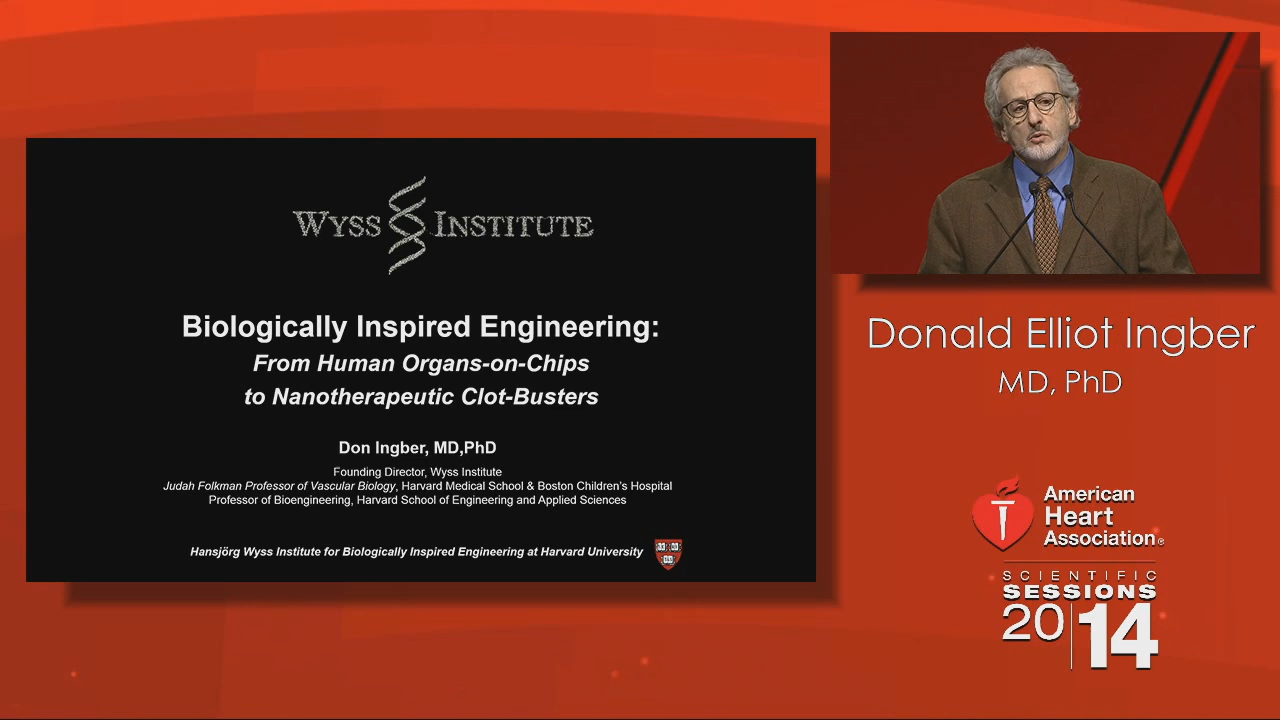 WYSS INSTITUTE
Biologically Inspired Engineering:
From Human Organs-on-Chips
to Nanotherapeutic Clot-Busters
Don Ingber, MD,PhD
Founding Director, Wyss Institute
Judah Folkman Professor of Vascular Biology, Harvard Medical School & Boston Children's Hospital
Professor of Bioengineering, Harvard School of Engineering and Applied Sciences
Hansjörg Wyss Institute for Biologically Inspired Engineering at Harvard University
Donald Elliot Ingber
MD, PhD
American
Heart
Association®
SCIENTIFIC
SESSIONS
20|14